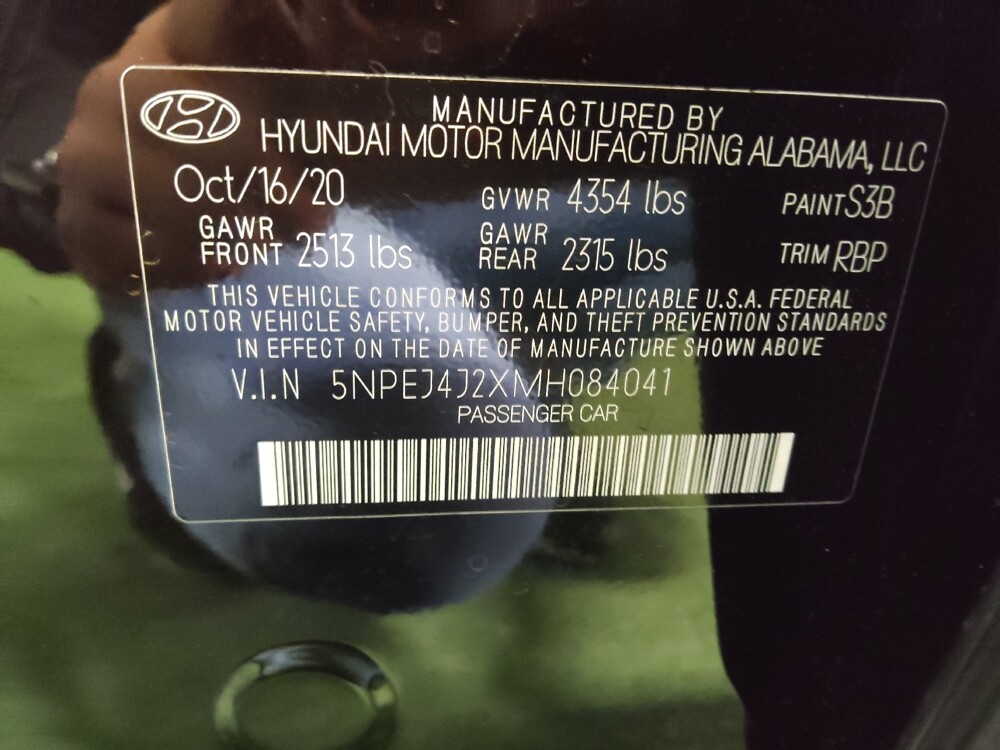 MANUFACTURED BY
HYUNDAI MOTOR MANUFACTURING ALABAMA, LLC
Oct/16/20 GVWR 4354 lbs PAINT S3B
GAWR FRONT 2513 lbs GAWR REAR 2315 lbs TRIM RBP
THIS VEHICLE CONFORMS TO ALL APPLICABLE U.S.A. FEDERAL
MOTOR VEHICLE SAFETY, BUMPER, AND THEFT PREVENTION STANDARDS
IN EFFECT ON THE DATE OF MANUFACTURE SHOWN ABOVE
V.I.N 5NPEJ4J2XMH084041
PASSENGER CAR